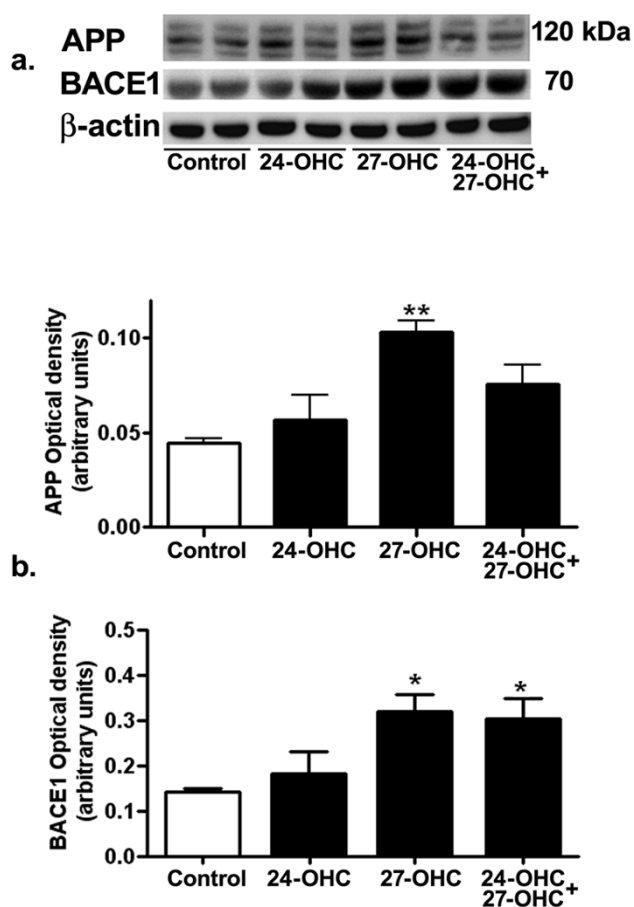 a.
APP 120 kDa
BACE1 70
β-actin
Control 24-OHC 27-OHC 24-OHC+
27-OHC
APP Optical density
(arbitrary units)
0.10
0.05
0.00
**
Control 24-OHC 27-OHC 24-OHC+
27-OHC
b.
BACE1 Optical density
(arbitrary units)
0.5
0.4
0.3
0.2
0.1
0.0
* *
Control 24-OHC 27-OHC 24-OHC+
27-OHC